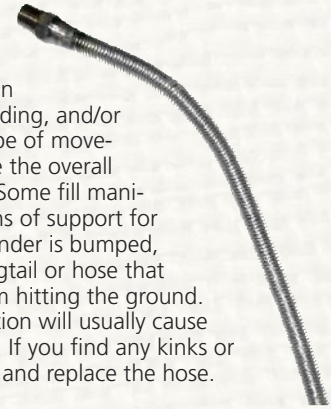 n
ding, and/or
pe of move-
e the overall
Some fill mani-
ns of support for
nder is bumped,
gtail or hose that
m hitting the ground.
tion will usually cause
. If you find any kinks or
and replace the hose.